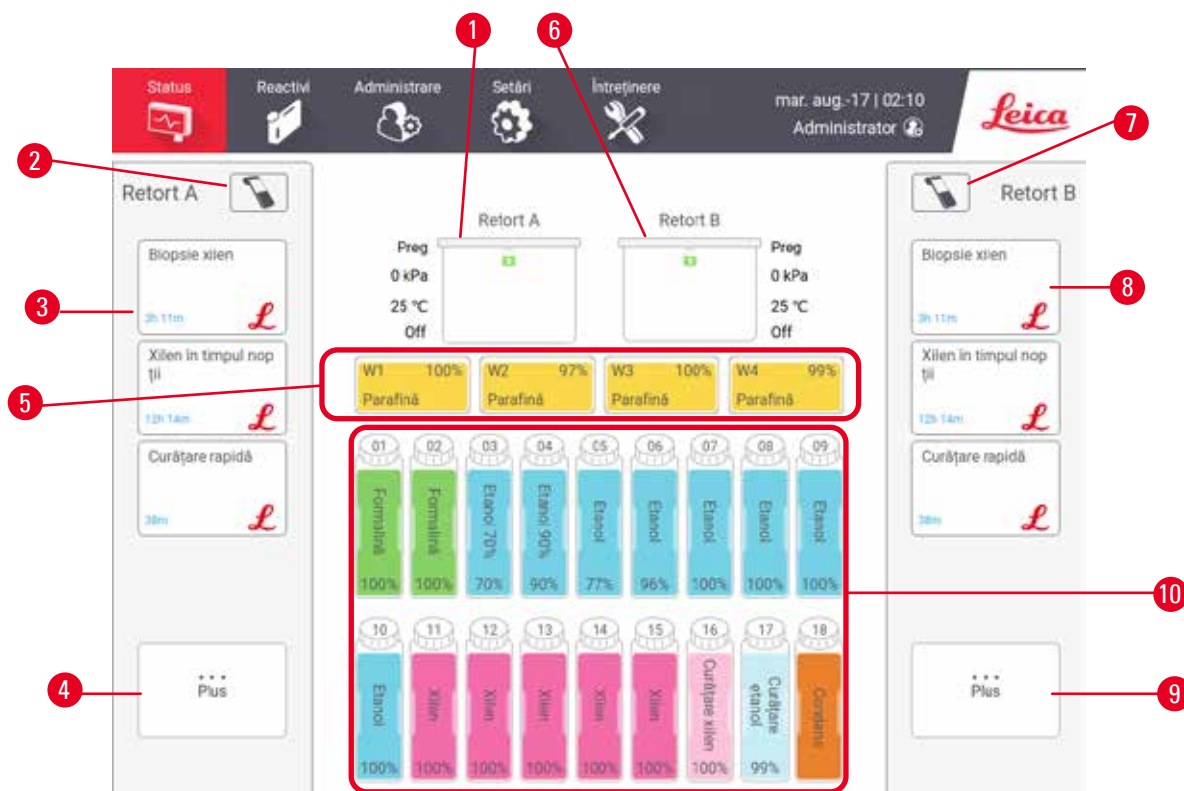 1
6
Status
Reactivi
Administrare
Setări
Întreținere
mar. aug.-17 | 02:10
Administrator
Leica
7
2
Retort A
Retort B
Retort A
Retort B
Preg
0 kPa
25 °C
Off
Preg
0 kPa
25 °C
Off
3
Biopsie xilen
3h 11m
Xilen în timpul nop
ții
12h 14m
Curățare rapidă
38m
Biopsie xilen
3h 11m
8
Xilen în timpul nop
ții
12h 14m
Curățare rapidă
38m
5
W1 100%
Parafină
W2 97%
Parafină
W3 100%
Parafină
W4 99%
Parafină
01 02 03 04 05 06 07 08 09
Formalină
Formalină
Etanol 70%
Etanol 90%
Etanol
Etanol
Etanol
Etanol
Etanol
100% 100% 70% 90% 77% 96% 100% 100% 100%
10
10 11 12 13 14 15 16 17 18
Etanol
Xilen
Xilen
Xilen
Xilen
Xilen
Curățare xilen
Curățare
etanol
Condens
100% 100% 100% 100% 100% 100% 100% 99%
4
...
Plus
...
Plus
9